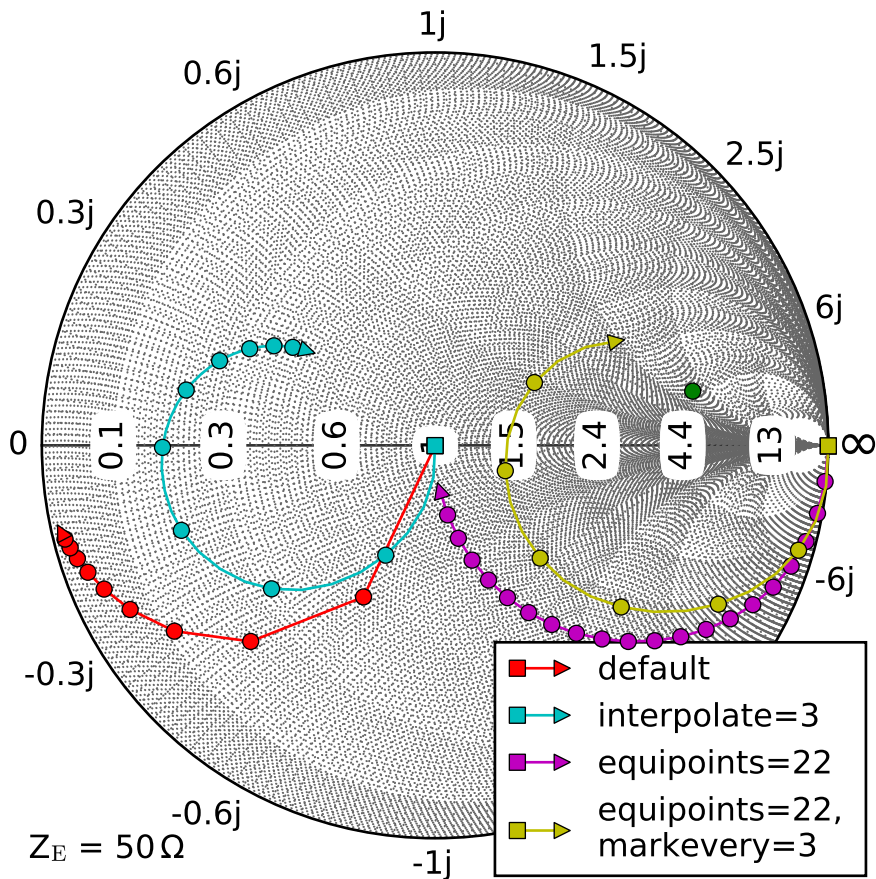 1j
0.6j
1.5j
2.5j
0.3j
6j
0
0.1
0.3
0.6
1.5
2.4
4.4
13
∞
-6j
-0.3j
-0.6j
-1j
Z_E = 50 Ω
default
interpolate=3
equipoints=22
equipoints=22,
markevery=3